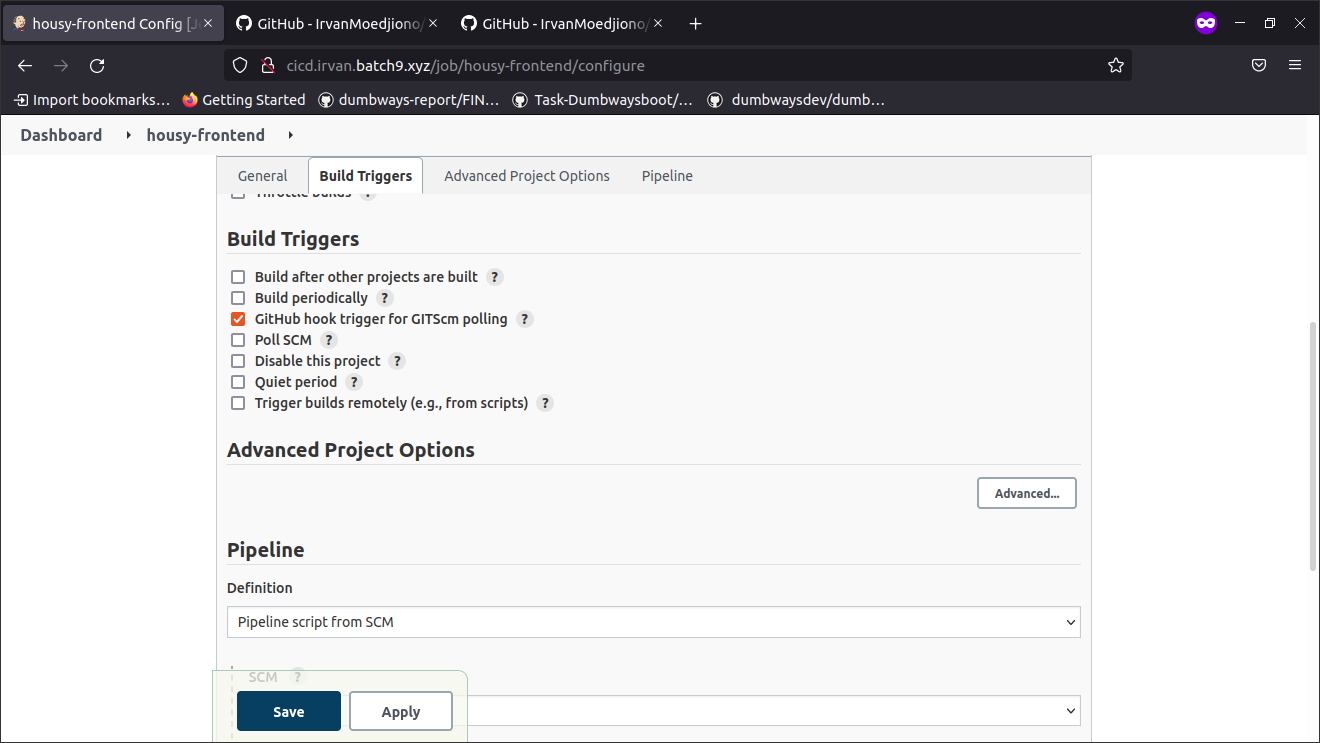 housy-frontend Config [J
GitHub - IrvanMoedjiono/
GitHub - IrvanMoedjiono/
cicd.irvan.batch9.xyz/job/housy-frontend/configure
Import bookmarks...
Getting Started
dumbways-report/FIN...
Task-Dumbwaysboot/...
dumbwaysdev/dumb...
Dashboard
housy-frontend
General
Build Triggers
Advanced Project Options
Pipeline
Throttle builds ?
Build Triggers
Build after other projects are built ?
Build periodically ?
GitHub hook trigger for GITScm polling ?
Poll SCM ?
Disable this project ?
Quiet period ?
Trigger builds remotely (e.g., from scripts) ?
Advanced Project Options
Advanced...
Pipeline
Definition
Pipeline script from SCM
SCM ?
Save
Apply